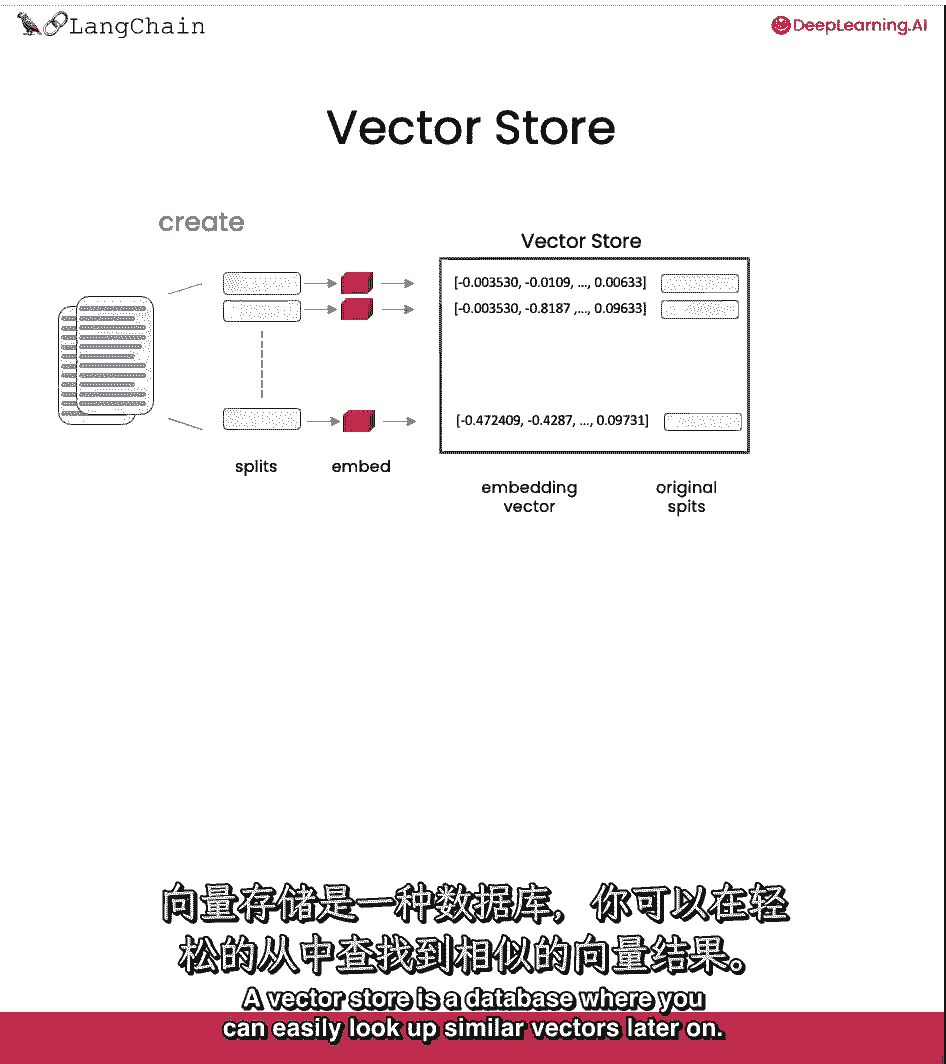 LangChain
DeepLearning.AI
Vector Store
create
Vector Store
[-0.003530, -0.0109, ..., 0.00633]
[-0.003530, -0.8187 ,..., 0.09633]
[-0.472409, -0.4287, ..., 0.09731]
splits
embed
embedding
vector
original
spits
向量存储是一种数据库，你可以在轻
松的从中查找到相似的向量结果。
A vector store is a database where you
can easily look up similar vectors later on.